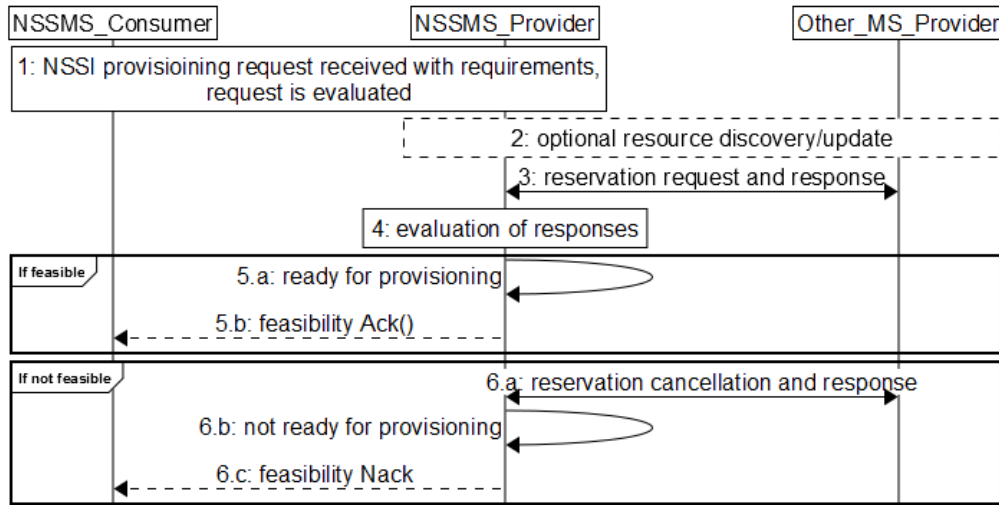 NSSMS_Consumer NSSMS_Provider Other_MS_Provider
1: NSSI provisioining request received with requirements,
request is evaluated
2: optional resource discovery/update
3: reservation request and response
4: evaluation of responses
If feasible
5.a: ready for provisioning
5.b: feasibility Ack()
If not feasible
6.a: reservation cancellation and response
6.b: not ready for provisioning
6.c: feasibility Nack